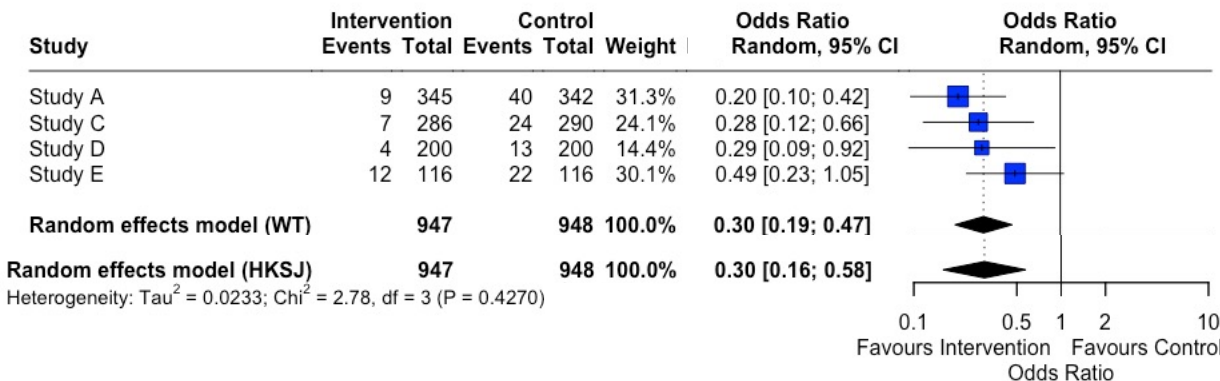 Intervention Control Odds Ratio Odds Ratio
Study Events Total Events Total Weight Random, 95% CI Random, 95% CI
Study A 9 345 40 342 31.3% 0.20 [0.10; 0.42]
Study C 7 286 24 290 24.1% 0.28 [0.12; 0.66]
Study D 4 200 13 200 14.4% 0.29 [0.09; 0.92]
Study E 12 116 22 116 30.1% 0.49 [0.23; 1.05]
Random effects model (WT) 947 948 100.0% 0.30 [0.19; 0.47]
Random effects model (HKSJ) 947 948 100.0% 0.30 [0.16; 0.58]
Heterogeneity: Tau² = 0.0233; Chi² = 2.78, df = 3 (P = 0.4270)
0.1 0.5 1 2 10
Favours Intervention Favours Control
Odds Ratio